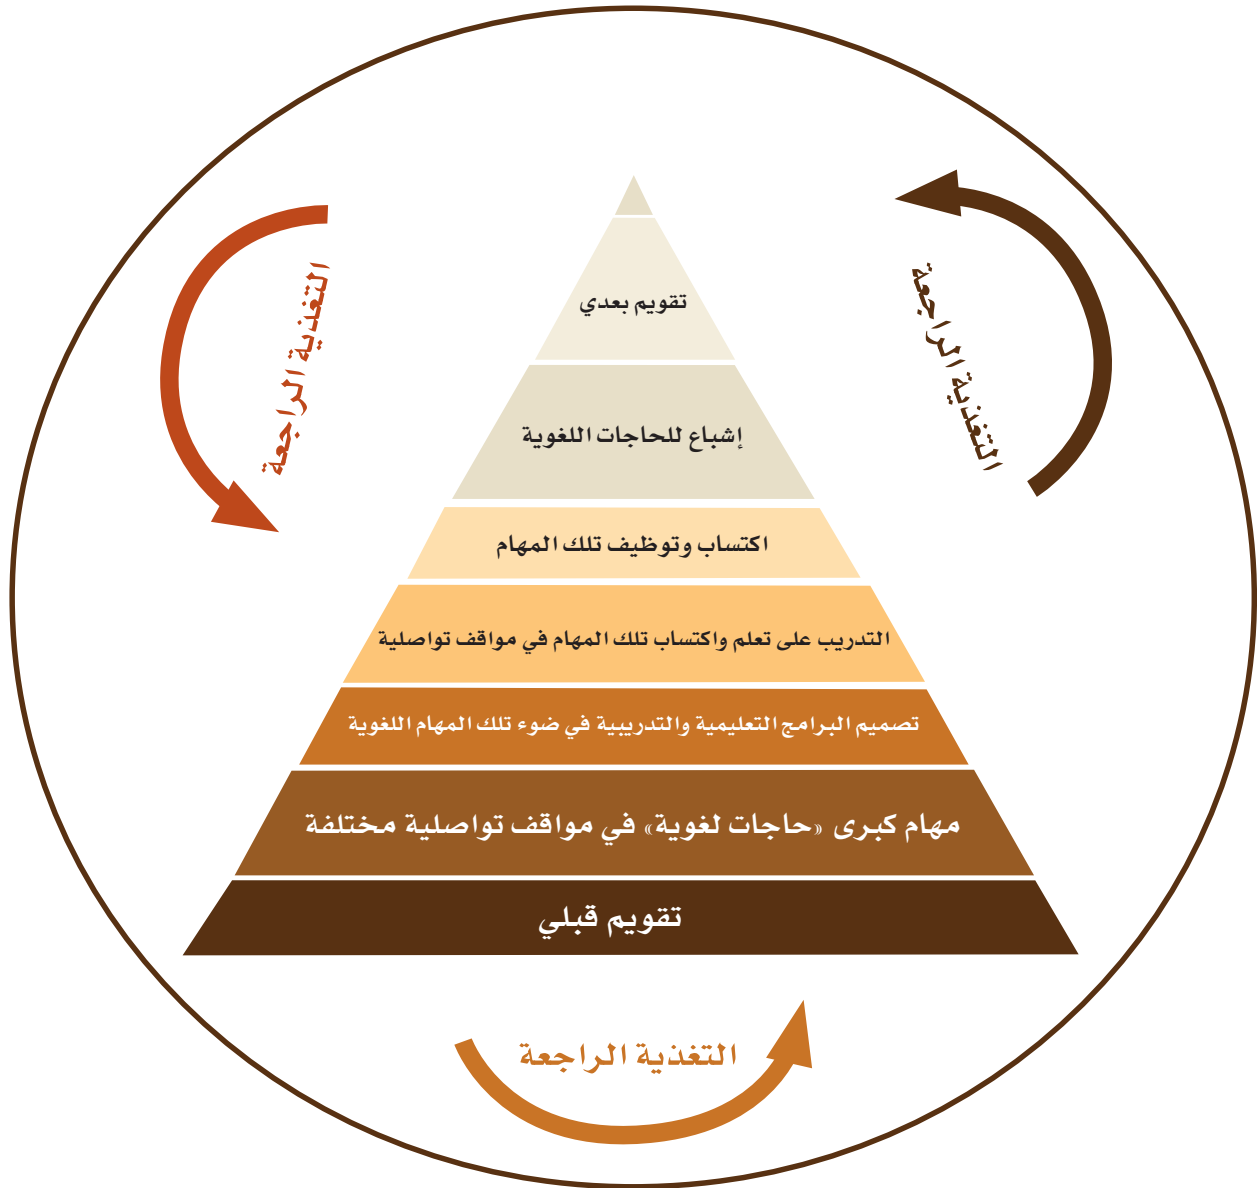 تقويم بعدي
إشباع للحاجات اللغوية
اكتساب وتوظيف تلك المهام
التدريب على تعلم واكتساب تلك المهام في مواقف تواصلية
تصميم البرامج التعليمية والتدريبية في ضوء تلك المهام اللغوية
مهام كبرى «حاجات لغوية» في مواقف تواصلية مختلفة
تقويم قبلي
التغذية الراجعة
التغذية الراجعة
التغذية الراجعة